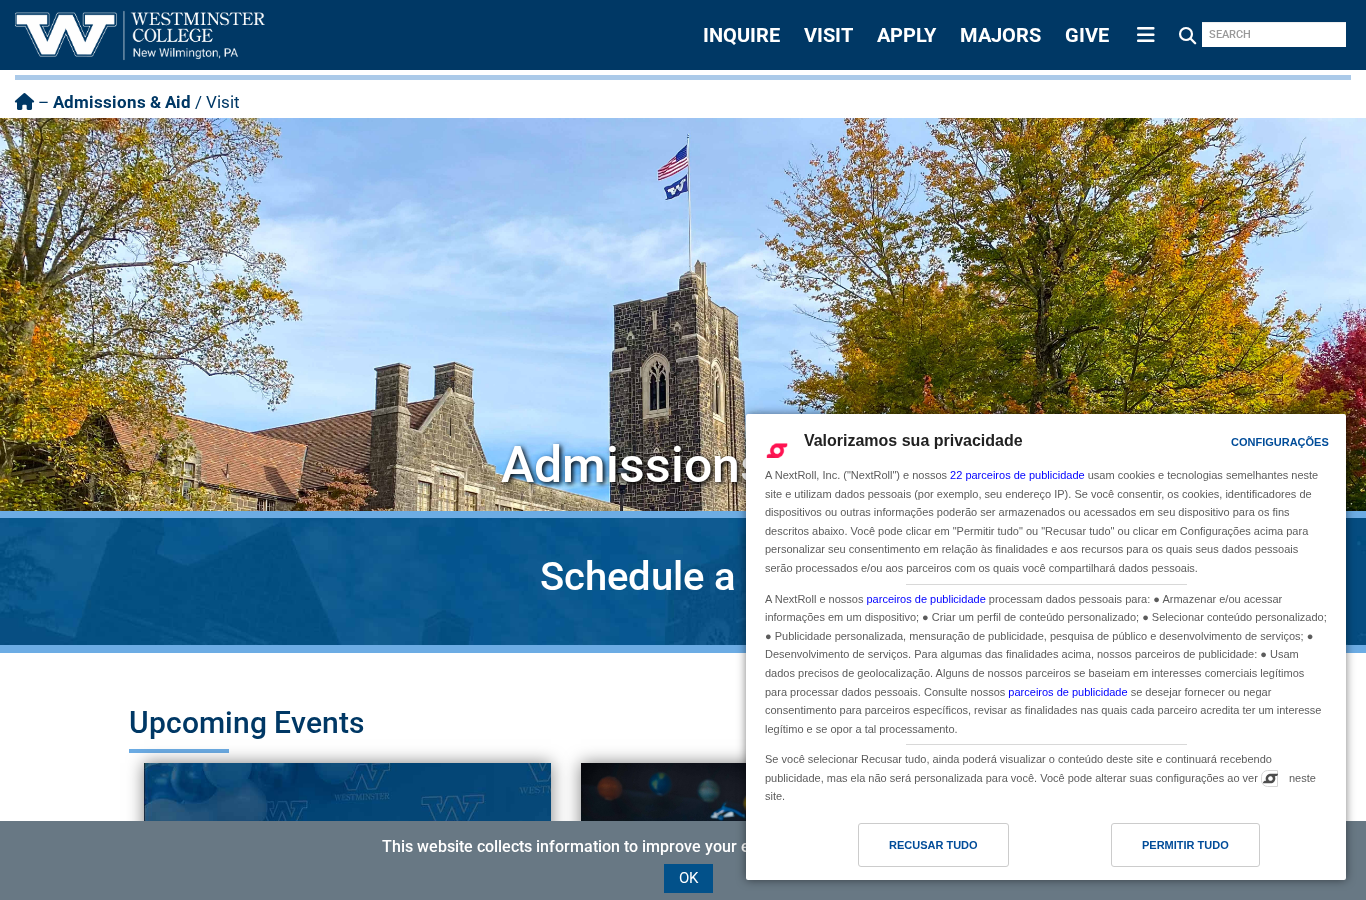 WESTMINSTER
COLLEGE
New Wilmington, PA
INQUIRE VISIT APPLY MAJORS GIVE
SEARCH
– Admissions & Aid / Visit
Admissions
Schedule a
Upcoming Events
WESTMINSTER
This website collects information to improve your
OK
Valorizamos sua privacidade
CONFIGURAÇÕES
A NextRoll, Inc. ("NextRoll") e nossos 22 parceiros de publicidade usam cookies e tecnologias semelhantes neste
site e utilizam dados pessoais (por exemplo, seu endereço IP). Se você consentir, os cookies, identificadores de
dispositivos ou outras informações poderão ser armazenados ou acessados em seu dispositivo para os fins
descritos abaixo. Você pode clicar em "Permitir tudo" ou "Recusar tudo" ou clicar em Configurações acima para
personalizar seu consentimento em relação às finalidades e aos recursos para os quais seus dados pessoais
serão processados e/ou aos parceiros com os quais você compartilhará dados pessoais.
A NextRoll e nossos parceiros de publicidade processam dados pessoais para: ● Armazenar e/ou acessar
informações em um dispositivo; ● Criar um perfil de conteúdo personalizado; ● Selecionar conteúdo personalizado;
● Publicidade personalizada, mensuração de publicidade, pesquisa de público e desenvolvimento de serviços; ●
Desenvolvimento de serviços. Para algumas das finalidades acima, nossos parceiros de publicidade: ● Usam
dados precisos de geolocalização. Alguns de nossos parceiros se baseiam em interesses comerciais legítimos
para processar dados pessoais. Consulte nossos parceiros de publicidade se desejar fornecer ou negar
consentimento para parceiros específicos, revisar as finalidades nas quais cada parceiro acredita ter um interesse
legítimo e se opor a tal processamento.
Se você selecionar Recusar tudo, ainda poderá visualizar o conteúdo deste site e continuará recebendo
publicidade, mas ela não será personalizada para você. Você pode alterar suas configurações ao ver neste
site.
RECUSAR TUDO
PERMITIR TUDO